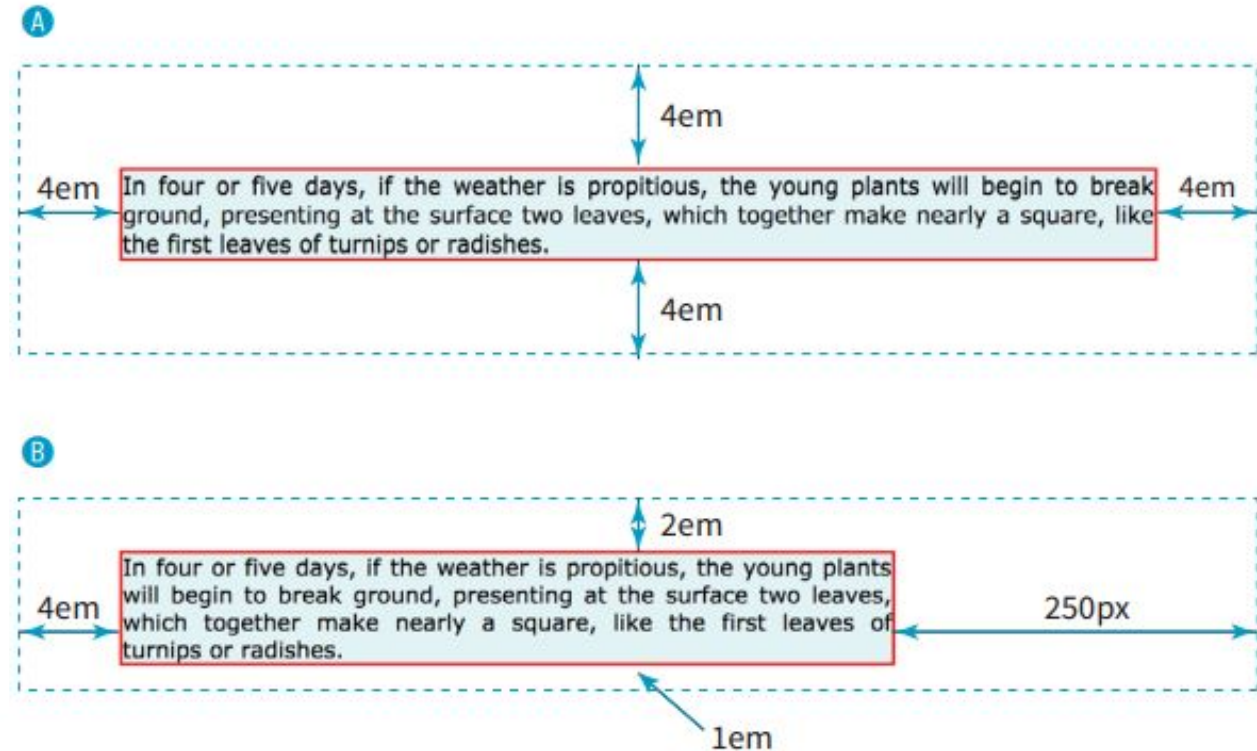 A
4em
4em
In four or five days, if the weather is propitious, the young plants will begin to break
4em
ground, presenting at the surface two leaves, which together make nearly a square, like
the first leaves of turnips or radishes.
4em
B
2em
In four or five days, if the weather is propitious, the young plants
4em
will begin to break ground, presenting at the surface two leaves,
250px
which together make nearly a square, like the first leaves of
turnips or radishes.
1em